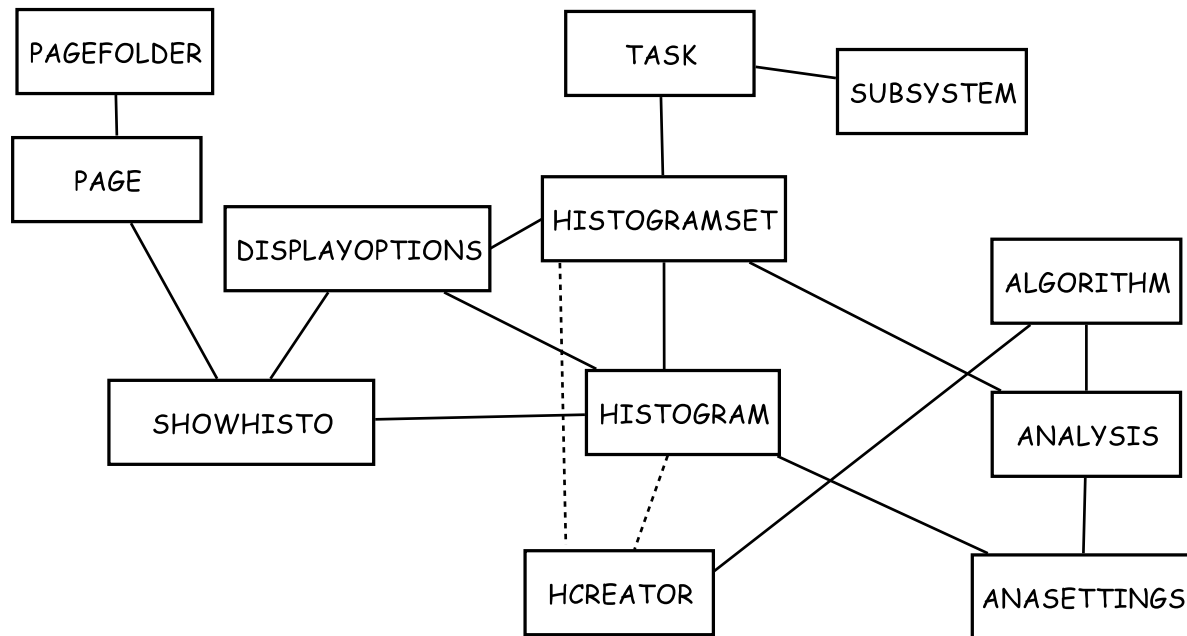 PAGEFOLDER
TASK
SUBSYSTEM
PAGE
HISTOGRAMSET
DISPLAYOPTIONS
ALGORITHM
SHOWHISTO
HISTOGRAM
ANALYSIS
HCREATOR
ANASETTINGS